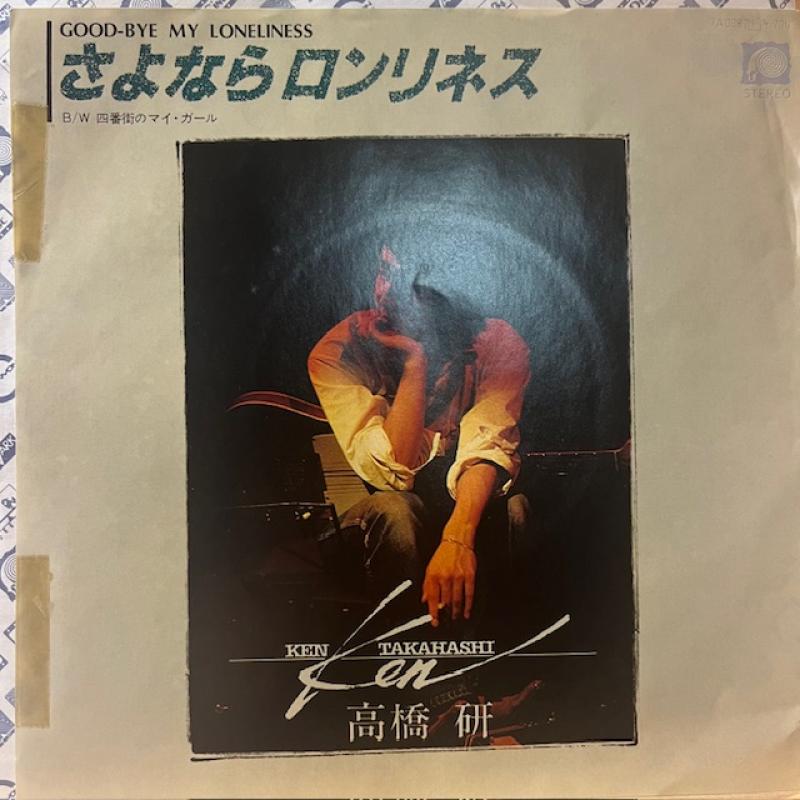 GOOD-BYE MY LONELINESS
さよならロンリネス
B/W 四番街のマイ・ガール
STEREO
KEN TAKAHASHI
Ken
高橋 研